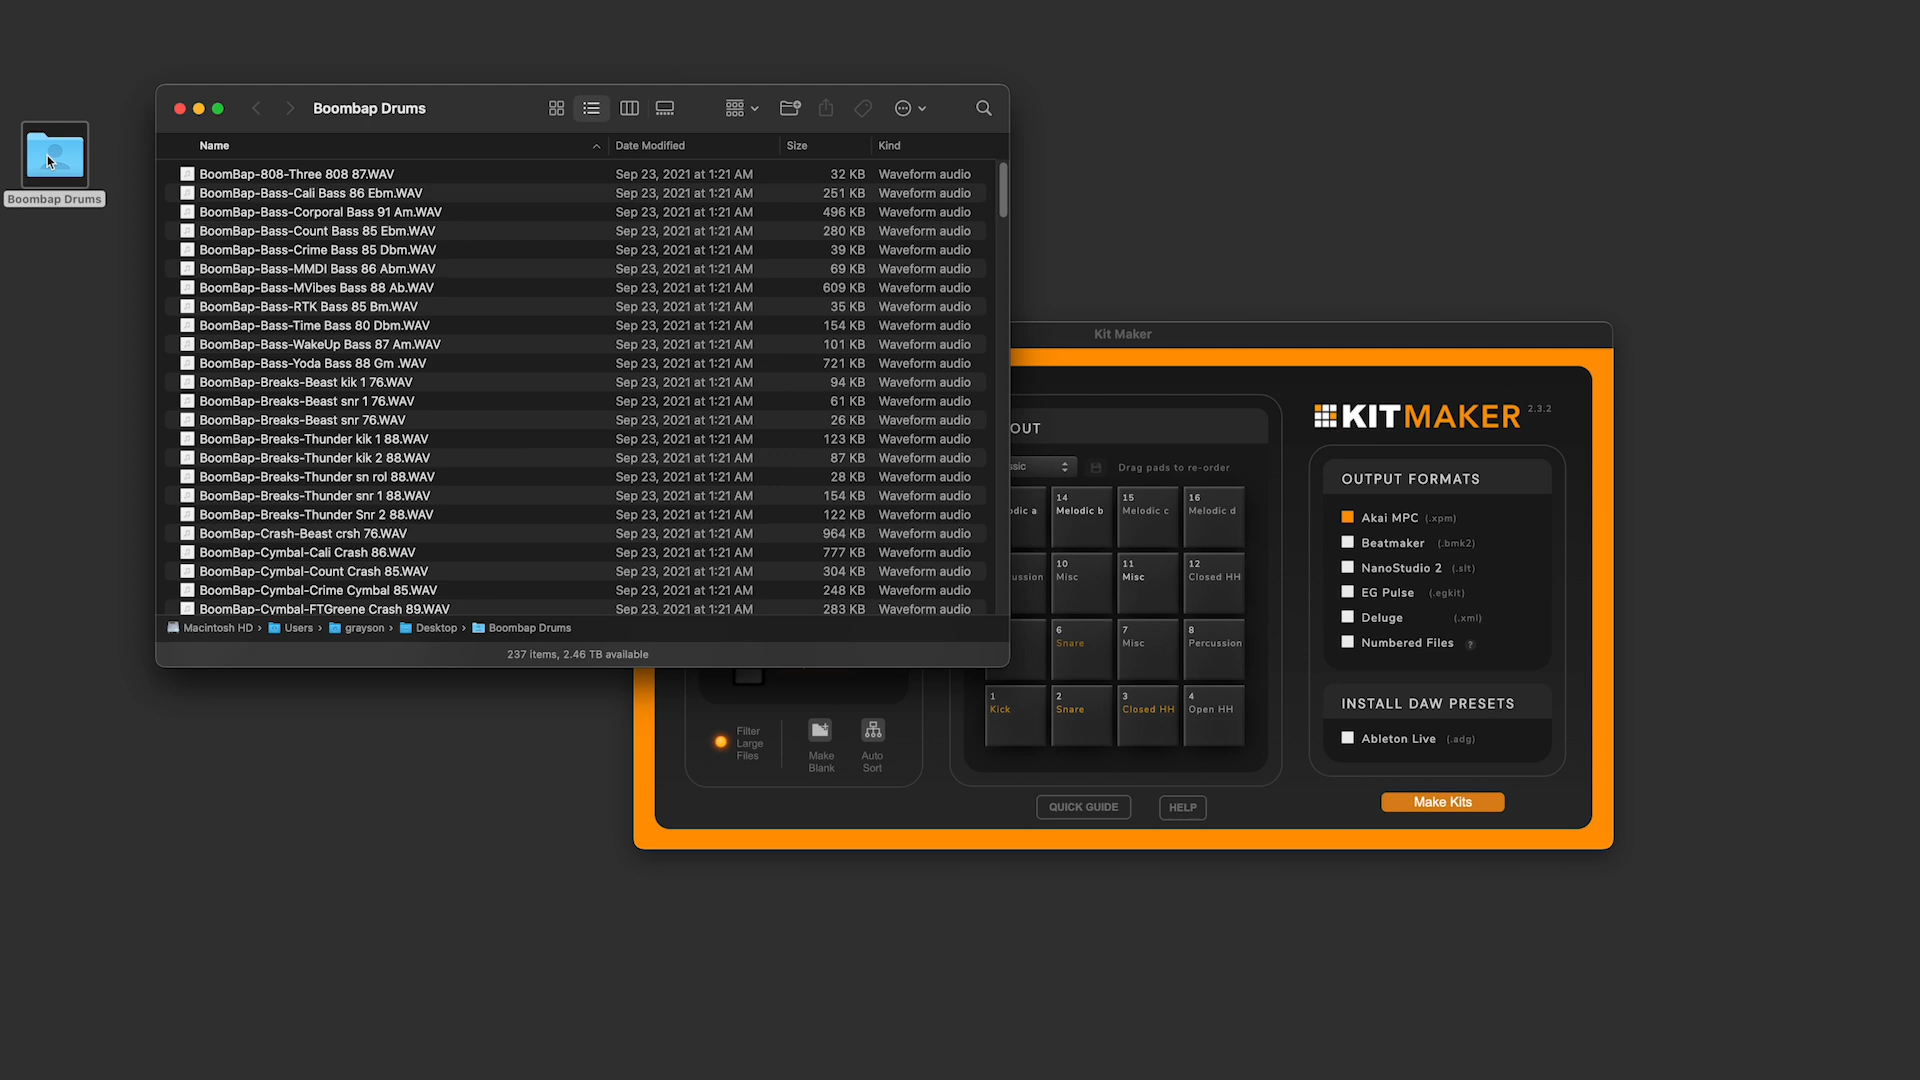 Boombap Drums
Boombap Drums
Name Date Modified Size Kind
BoomBap-808-Three 808 87.WAV Sep 23, 2021 at 1:21 AM 32 KB Waveform audio
BoomBap-Bass-Cali Bass 86 Ebm.WAV Sep 23, 2021 at 1:21 AM 251 KB Waveform audio
BoomBap-Bass-Corporal Bass 91 Am.WAV Sep 23, 2021 at 1:21 AM 496 KB Waveform audio
BoomBap-Bass-Count Bass 85 Ebm.WAV Sep 23, 2021 at 1:21 AM 280 KB Waveform audio
BoomBap-Bass-Crime Bass 85 Dbm.WAV Sep 23, 2021 at 1:21 AM 39 KB Waveform audio
BoomBap-Bass-MMDI Bass 86 Abm.WAV Sep 23, 2021 at 1:21 AM 69 KB Waveform audio
BoomBap-Bass-MVibes Bass 88 Ab.WAV Sep 23, 2021 at 1:21 AM 609 KB Waveform audio
BoomBap-Bass-RTK Bass 85 Bm.WAV Sep 23, 2021 at 1:21 AM 35 KB Waveform audio
BoomBap-Bass-Time Bass 80 Dbm.WAV Sep 23, 2021 at 1:21 AM 154 KB Waveform audio
BoomBap-Bass-WakeUp Bass 87 Am.WAV Sep 23, 2021 at 1:21 AM 101 KB Waveform audio
BoomBap-Bass-Yoda Bass 88 Gm .WAV Sep 23, 2021 at 1:21 AM 721 KB Waveform audio
BoomBap-Breaks-Beast kik 1 76.WAV Sep 23, 2021 at 1:21 AM 94 KB Waveform audio
BoomBap-Breaks-Beast snr 1 76.WAV Sep 23, 2021 at 1:21 AM 61 KB Waveform audio
BoomBap-Breaks-Beast snr 76.WAV Sep 23, 2021 at 1:21 AM 26 KB Waveform audio
BoomBap-Breaks-Thunder kik 1 88.WAV Sep 23, 2021 at 1:21 AM 123 KB Waveform audio
BoomBap-Breaks-Thunder kik 2 88.WAV Sep 23, 2021 at 1:21 AM 87 KB Waveform audio
BoomBap-Breaks-Thunder sn rol 88.WAV Sep 23, 2021 at 1:21 AM 28 KB Waveform audio
BoomBap-Breaks-Thunder snr 1 88.WAV Sep 23, 2021 at 1:21 AM 154 KB Waveform audio
BoomBap-Breaks-Thunder Snr 2 88.WAV Sep 23, 2021 at 1:21 AM 122 KB Waveform audio
BoomBap-Crash-Beast crsh 76.WAV Sep 23, 2021 at 1:21 AM 964 KB Waveform audio
BoomBap-Cymbal-Cali Crash 86.WAV Sep 23, 2021 at 1:21 AM 777 KB Waveform audio
BoomBap-Cymbal-Count Crash 85.WAV Sep 23, 2021 at 1:21 AM 304 KB Waveform audio
BoomBap-Cymbal-Crime Cymbal 85.WAV Sep 23, 2021 at 1:21 AM 248 KB Waveform audio
BoomBap-Cymbal-FTGreene Crash 89.WAV Sep 23, 2021 at 1:21 AM 283 KB Waveform audio
Macintosh HD › Users › grayson › Desktop › Boombap Drums
237 items, 2.46 TB available
Kit Maker
OUT
ssic Drag pads to re-order
14 15 16
odic a Melodic b Melodic c Melodic d
10 11 12
ussion Misc Misc Closed HH
6 7 8
Snare Misc Percussion
1 2 3 4
Kick Snare Closed HH Open HH
Filter
Large
Files
Make
Blank
Auto
Sort
QUICK GUIDE
HELP
KITMAKER 2.3.2
OUTPUT FORMATS
Akai MPC (.xpm)
Beatmaker (.bmk2)
NanoStudio 2 (.slt)
EG Pulse (.egkit)
Deluge (.xml)
Numbered Files ?
INSTALL DAW PRESETS
Ableton Live (.adg)
Make Kits